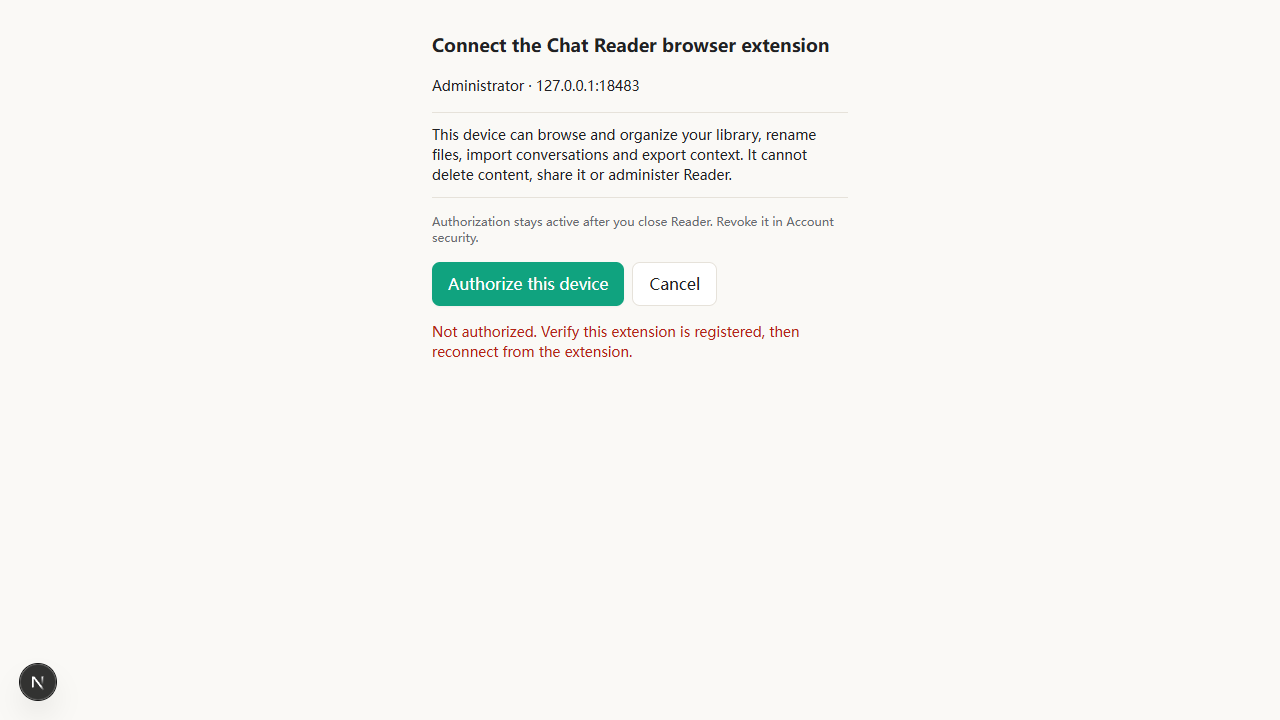 Connect the Chat Reader browser extension
Administrator · 127.0.0.1:18483
This device can browse and organize your library, rename
files, import conversations and export context. It cannot
delete content, share it or administer Reader.
Authorization stays active after you close Reader. Revoke it in Account
security.
Authorize this device
Cancel
Not authorized. Verify this extension is registered, then
reconnect from the extension.
N